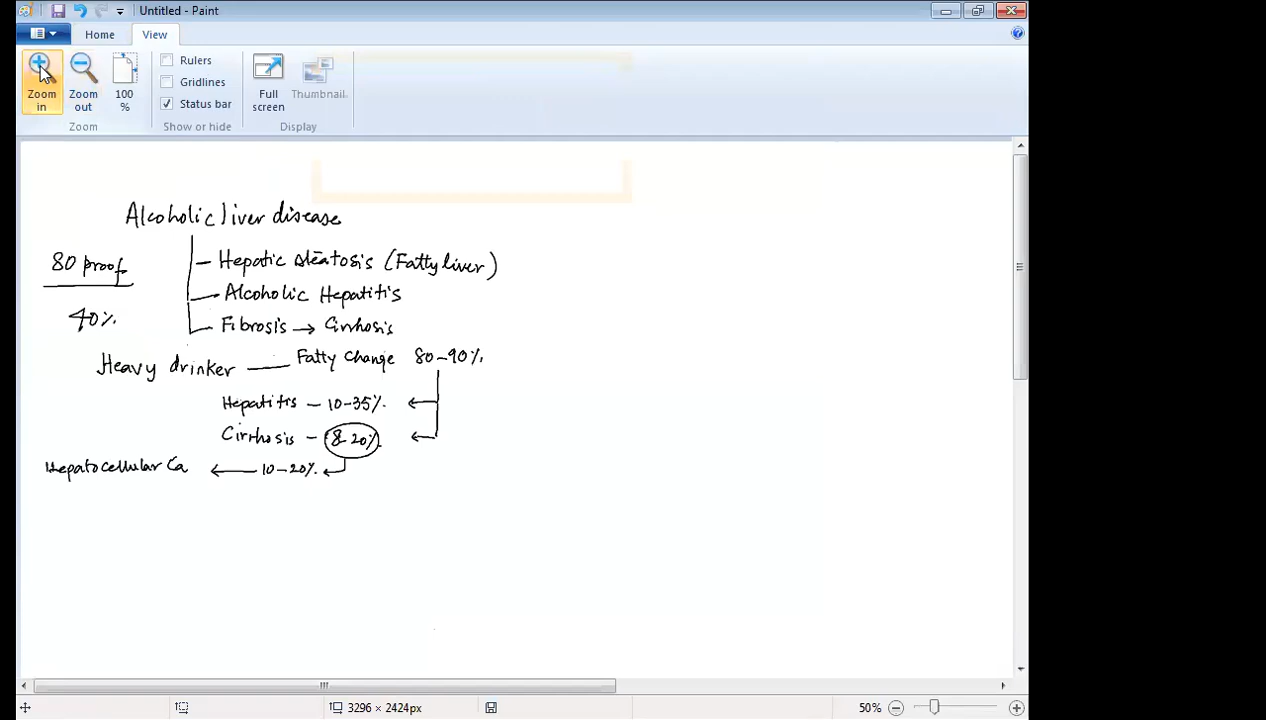 Untitled - Paint
Home View
Zoom in
Zoom out
100 %
Rulers
Gridlines
Status bar
Full screen
Thumbnail
Zoom
Show or hide
Display
Alcoholic liver disease
80 proof
40%
Hepatic steatosis (Fatty liver)
Alcoholic Hepatitis
Fibrosis → Cirrhosis
Heavy drinker — Fatty change 80-90%
Hepatitis - 10-35% ←
Cirrhosis - 8-20% ←
Hepatocellular Ca ← 10-20% ←
3296 × 2424px
50%